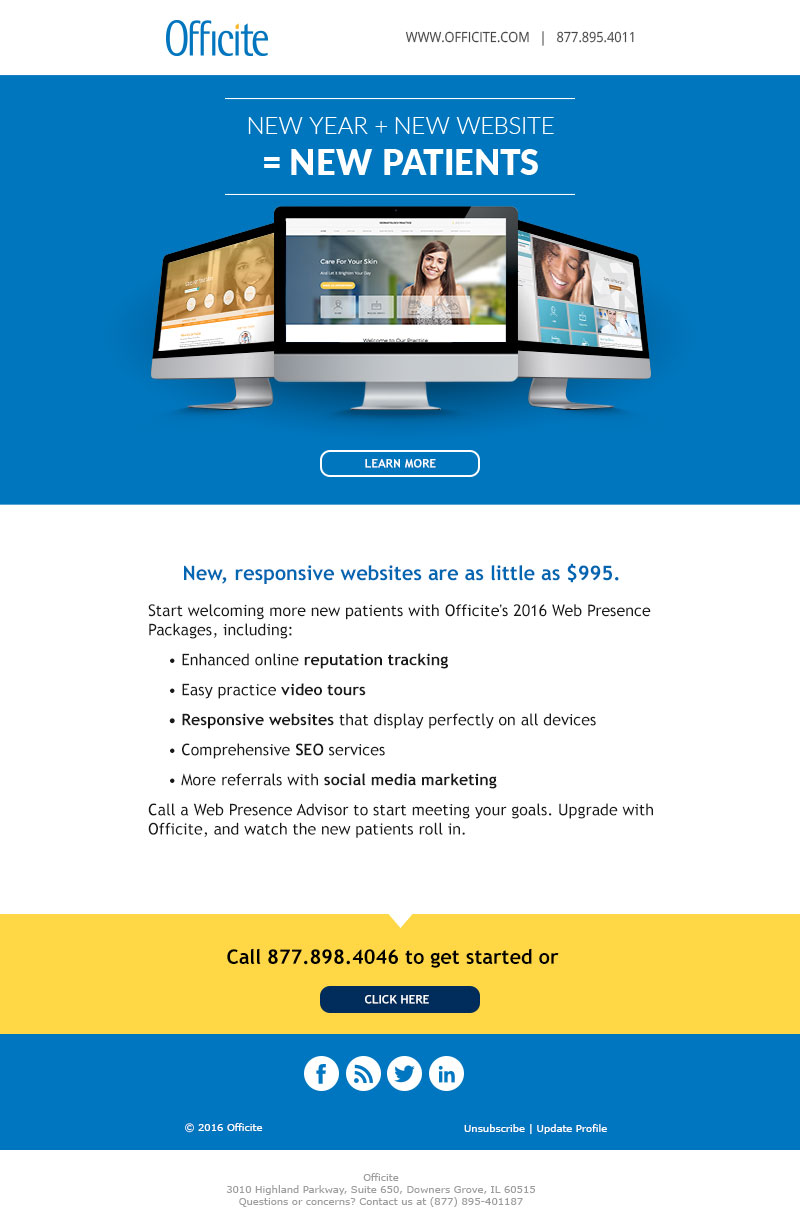 Officite
WWW.OFFICITE.COM | 877.895.4011
NEW YEAR + NEW WEBSITE
= NEW PATIENTS
Care For Your Skin
And Let It Brighten Your Day
Welcome to Our Practice
LEARN MORE
New, responsive websites are as little as $995.
Start welcoming more new patients with Officite's 2016 Web Presence
Packages, including:
• Enhanced online reputation tracking
• Easy practice video tours
• Responsive websites that display perfectly on all devices
• Comprehensive SEO services
• More referrals with social media marketing
Call a Web Presence Advisor to start meeting your goals. Upgrade with
Officite, and watch the new patients roll in.
Call 877.898.4046 to get started or
CLICK HERE
© 2016 Officite
Unsubscribe | Update Profile
Officite
3010 Highland Parkway, Suite 650, Downers Grove, IL 60515
Questions or concerns? Contact us at (877) 895-401187